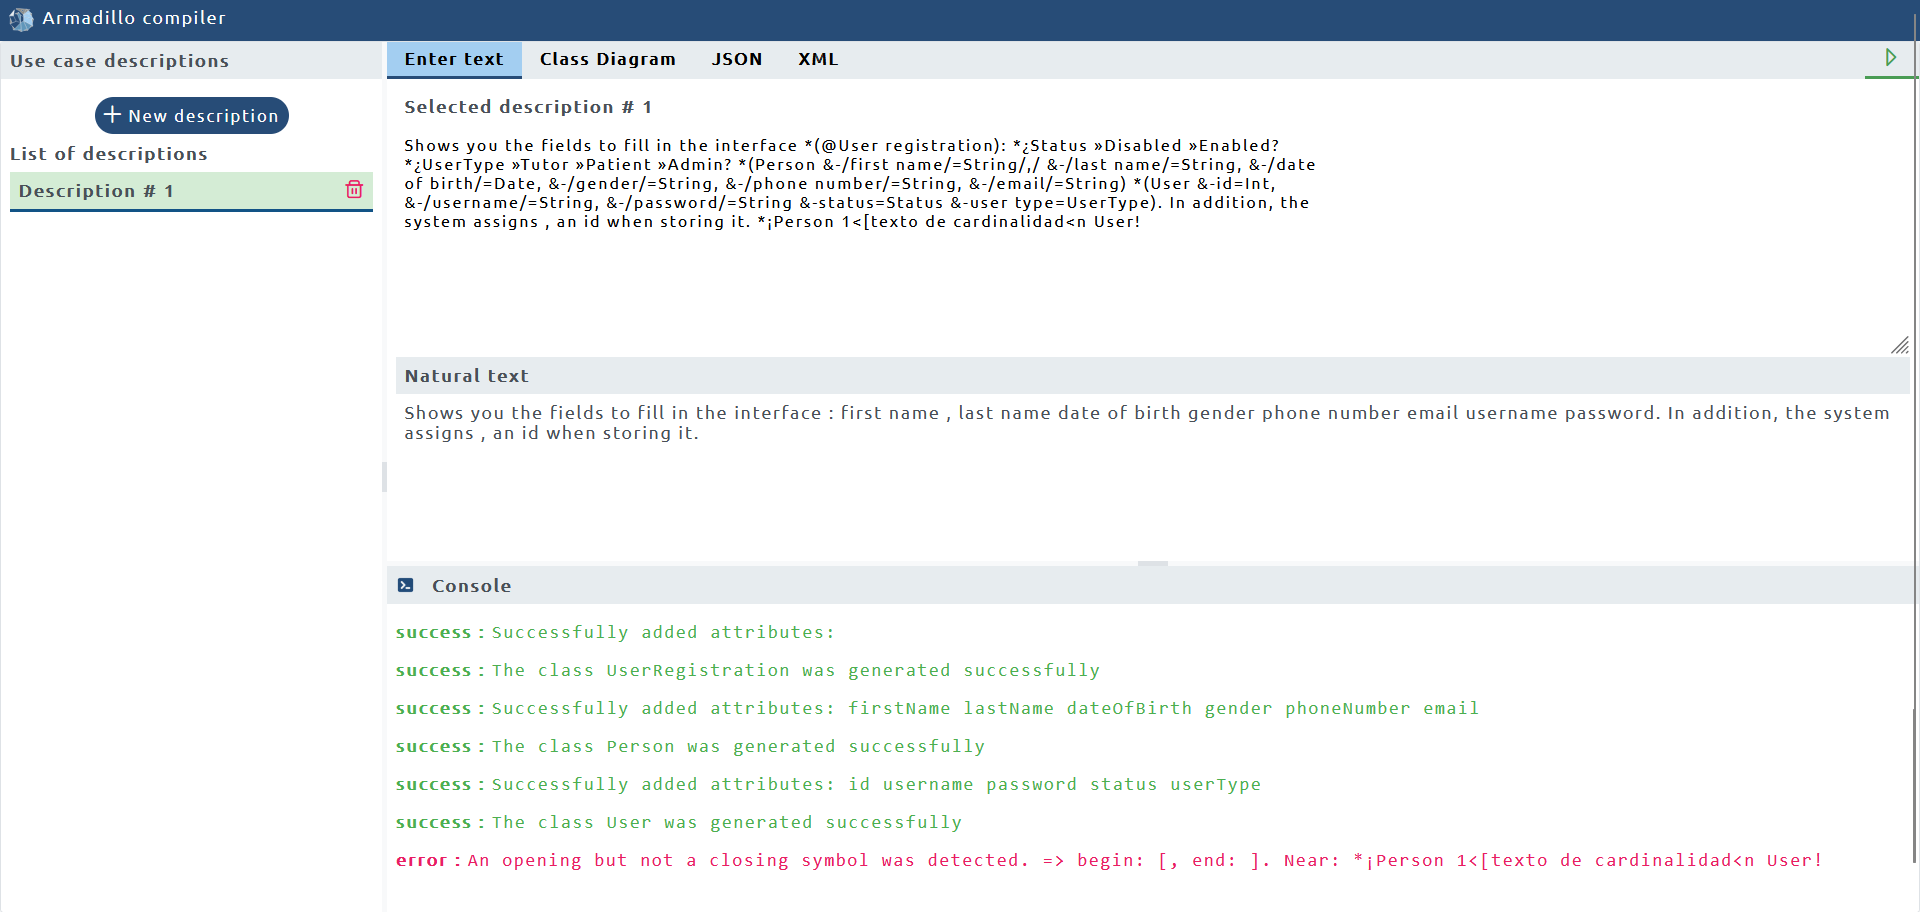 Armadillo compiler
Use case descriptions
New description
List of descriptions
Description # 1
Enter text Class Diagram JSON XML
Selected description # 1
Shows you the fields to fill in the interface *(@User registration): *¿Status »Disabled »Enabled?
*¿UserType »Tutor »Patient »Admin? *(Person &-/first name/=String/,/ &-/last name/=String, &-/date
of birth/=Date, &-/gender/=String, &-/phone number/=String, &-/email/=String) *(User &-id=Int,
&-/username/=String, &-/password/=String &-status=Status &-user type=UserType). In addition, the
system assigns , an id when storing it. *¡Person 1<[texto de cardinalidad<n User!
Natural text
Shows you the fields to fill in the interface : first name , last name date of birth gender phone number email username password. In addition, the system
assigns , an id when storing it.
Console
success : Successfully added attributes:
success : The class UserRegistration was generated successfully
success : Successfully added attributes: firstName lastName dateOfBirth gender phoneNumber email
success : The class Person was generated successfully
success : Successfully added attributes: id username password status userType
success : The class User was generated successfully
error : An opening but not a closing symbol was detected. => begin: [, end: ]. Near: *¡Person 1<[texto de cardinalidad<n User!